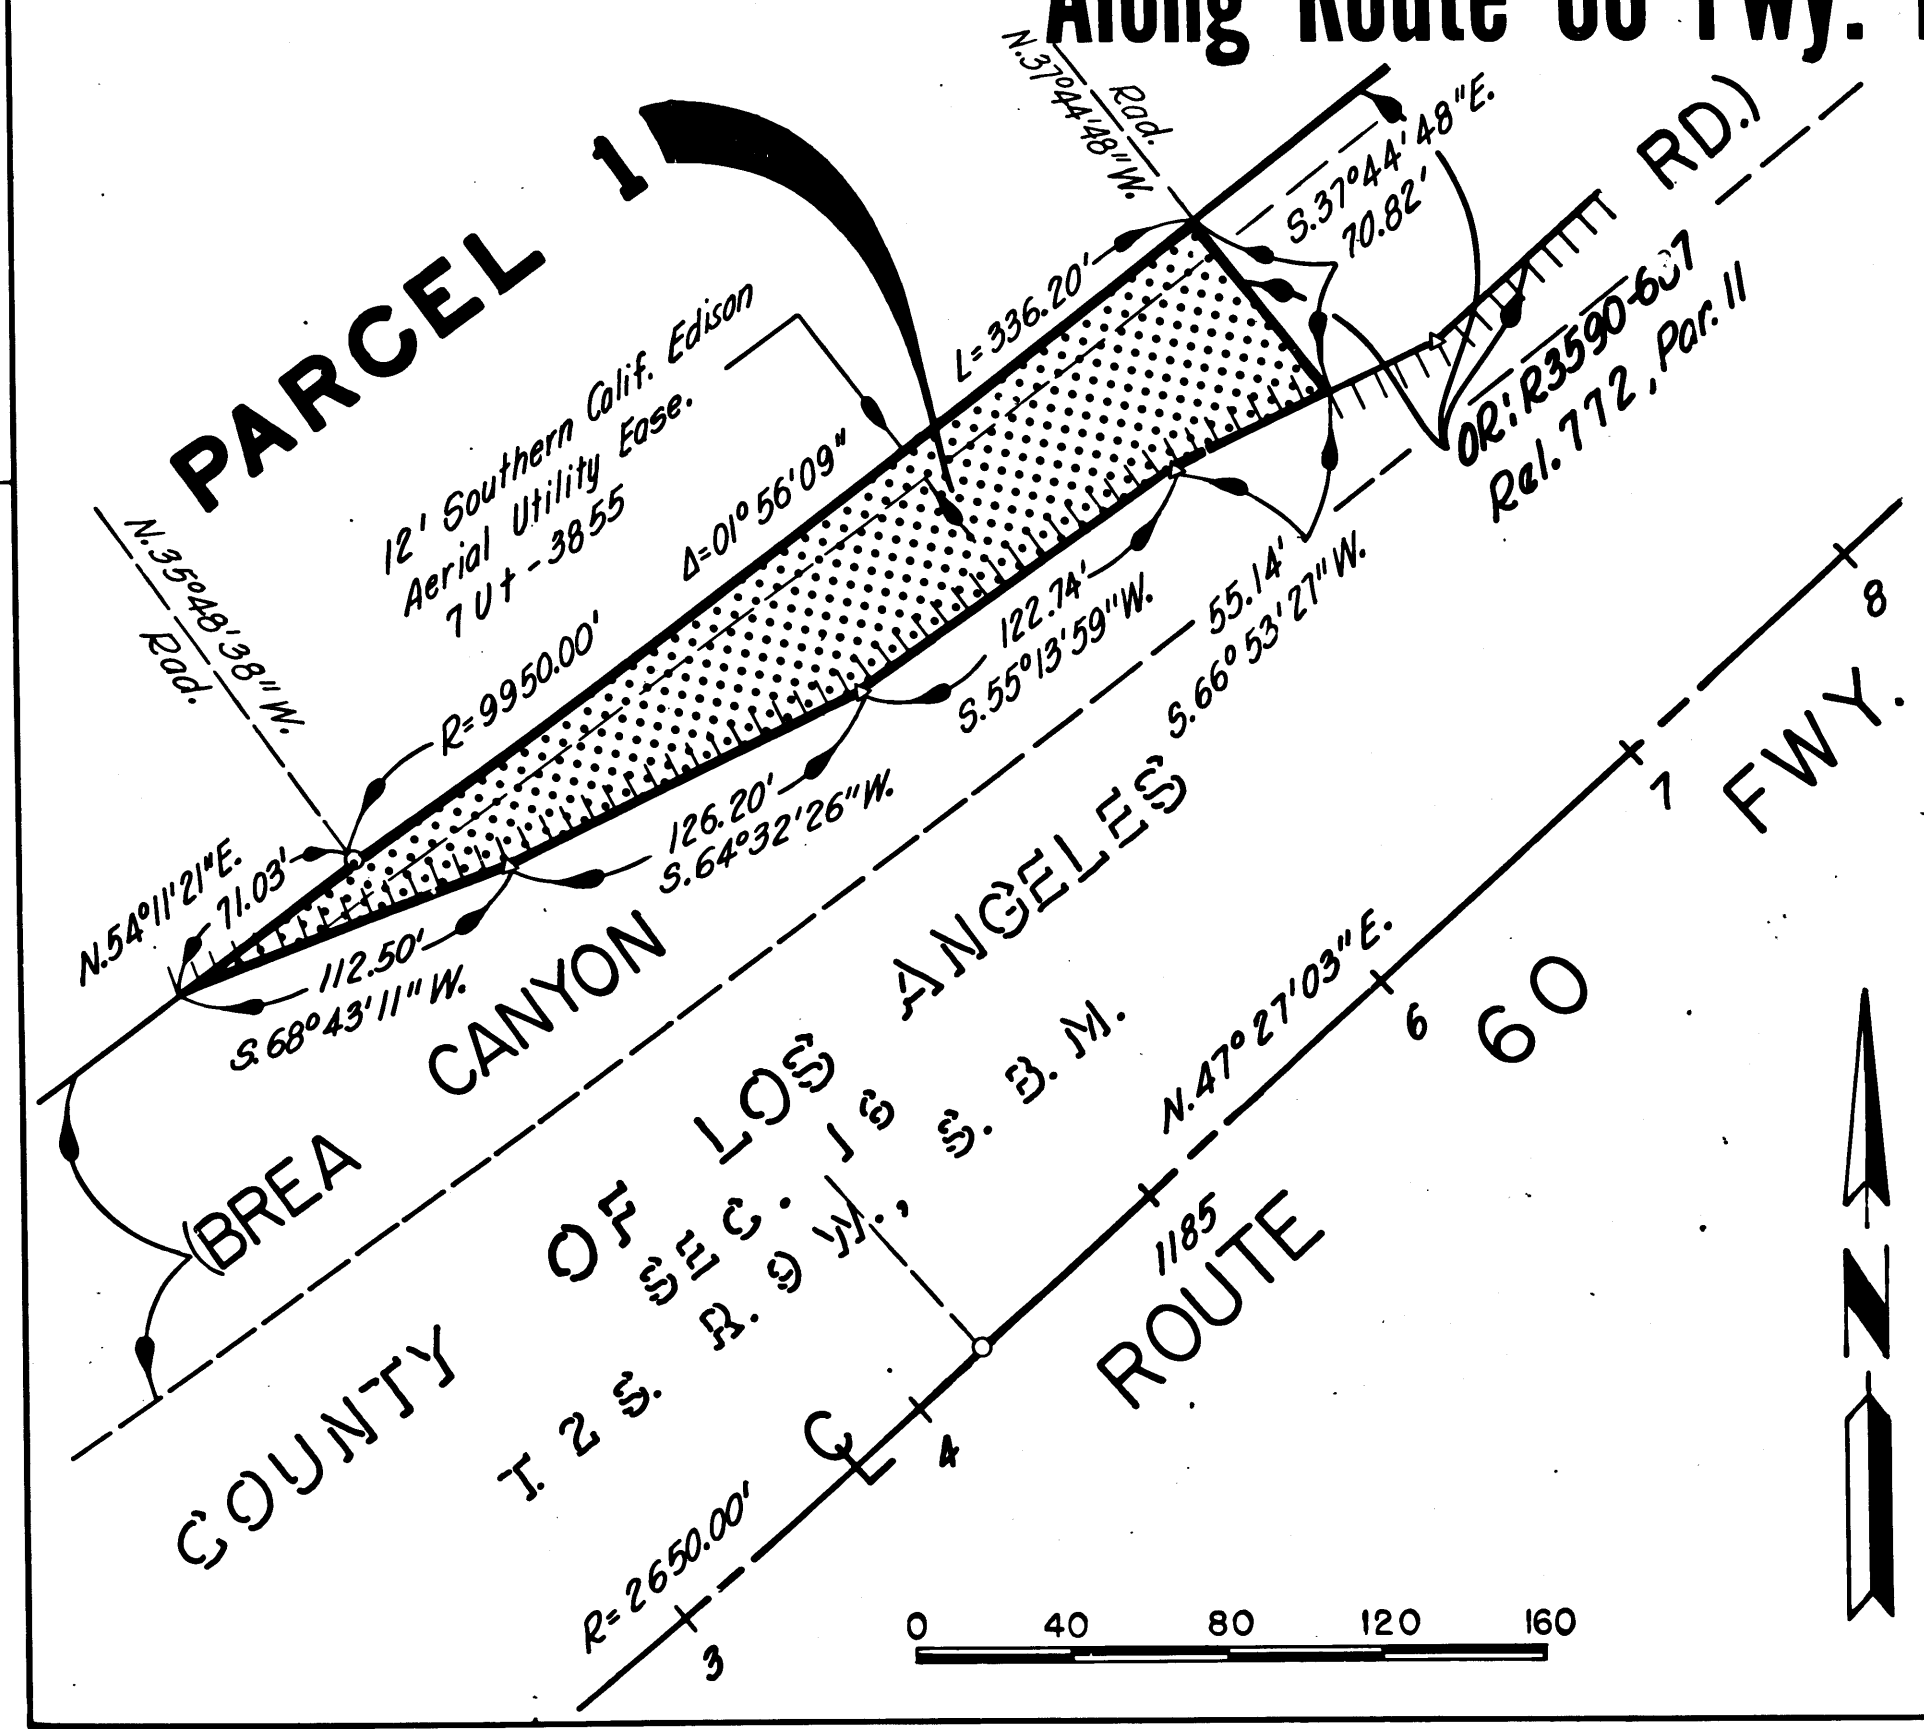 Along Route 60 Fwy.
N.37°44'48"W.
Rad.
S.37°44'48"E.
70.82'
RD.)
PARCEL 1
L=336.20'
12' Southern Calif. Edison
Aerial Utility Ease.
7 Ut-3855
Δ=01°56'09"
OR: R3590-607
Rel. 772, Par. 11
N.35°48'38"W.
Rad.
R=9950.00'
122.74'
S.55°13'59"W.
55.14'
S.66°53'27"W.
8
FWY.
7
126.20'
S.64°32'26"W.
N.54°11'21"E.
71.03'
112.50'
S.68°43'11"W.
CANYON
(BREA
COUNTY OF LOS ANGELES
SEC.
T. 2 S. R. 9 W., S. B. M.
N.47°27'03"E.
6
60
1185
ROUTE
CL
4
R=2650.00'
3
N
0 40 80 120 160